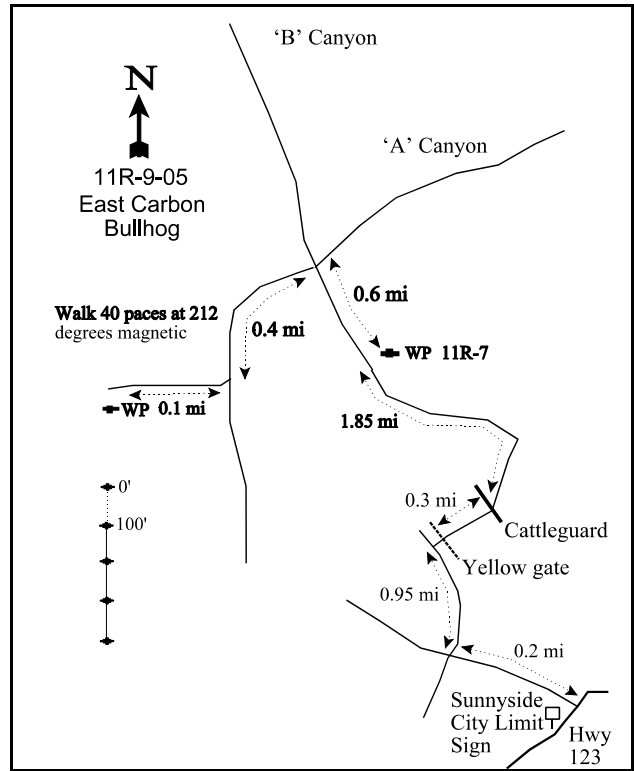 'B' Canyon
N
'A' Canyon
11R-9-05
East Carbon
Bullhog
0.6 mi
Walk 40 paces at 212
degrees magnetic
0.4 mi
WP 11R-7
WP 0.1 mi
1.85 mi
0'
0.3 mi
100'
Cattleguard
Yellow gate
0.95 mi
0.2 mi
Sunnyside
City Limit
Sign
Hwy
123